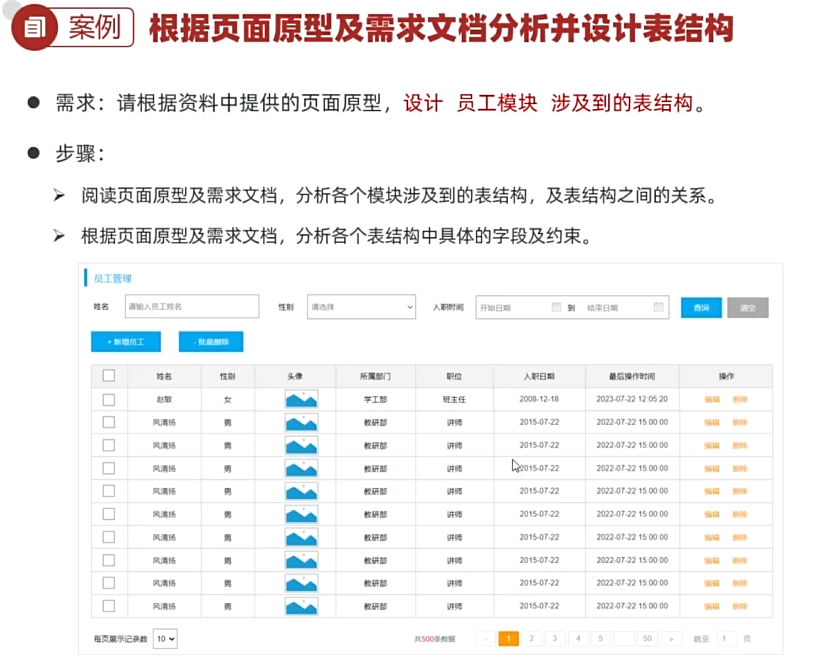 案例 根据页面原型及需求文档分析并设计表结构
需求：请根据资料中提供的页面原型，设计 员工模块 涉及到的表结构。
步骤：
阅读页面原型及需求文档，分析各个模块涉及到的表结构，及表结构之间的关系。
根据页面原型及需求文档，分析各个表结构中具体的字段及约束。
员工管理
姓名 请输入员工姓名 性别 请选择 入职时间 开始日期 到 结束日期 查询 清空
+ 新增员工 - 批量删除
姓名 性别 头像 所属部门 职位 入职日期 最后操作时间 操作
赵敏 女 学工部 班主任 2008-12-18 2023-07-22 12:05:20 编辑 删除
风清扬 男 教研部 讲师 2015-07-22 2022-07-22 15:00:00 编辑 删除
风清扬 男 教研部 讲师 2015-07-22 2022-07-22 15:00:00 编辑 删除
风清扬 男 教研部 讲师 2015-07-22 2022-07-22 15:00:00 编辑 删除
风清扬 男 教研部 讲师 2015-07-22 2022-07-22 15:00:00 编辑 删除
风清扬 男 教研部 讲师 2015-07-22 2022-07-22 15:00:00 编辑 删除
风清扬 男 教研部 讲师 2015-07-22 2022-07-22 15:00:00 编辑 删除
风清扬 男 教研部 讲师 2015-07-22 2022-07-22 15:00:00 编辑 删除
风清扬 男 教研部 讲师 2015-07-22 2022-07-22 15:00:00 编辑 删除
风清扬 男 教研部 讲师 2015-07-22 2022-07-22 15:00:00 编辑 删除
每页展示记录数 10 共500条数据 < 1 2 3 4 5 ... 50 > 跳至 1 页